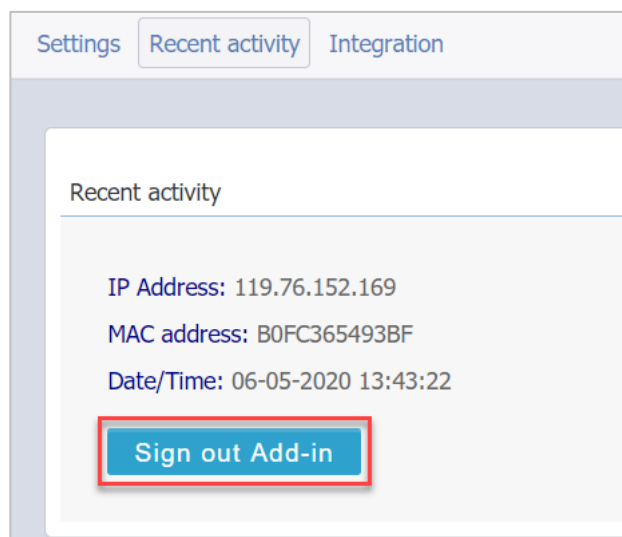 Settings Recent activity Integration
Recent activity
IP Address: 119.76.152.169
MAC address: B0FC365493BF
Date/Time: 06-05-2020 13:43:22
Sign out Add-in